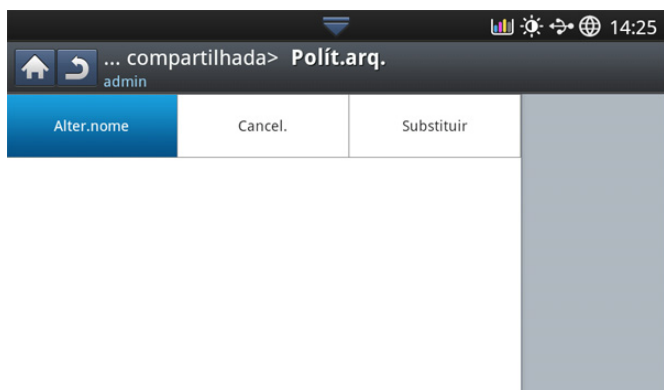 14:25
... compartilhada> Polít.arq.
admin
Alter.nome Cancel. Substituir